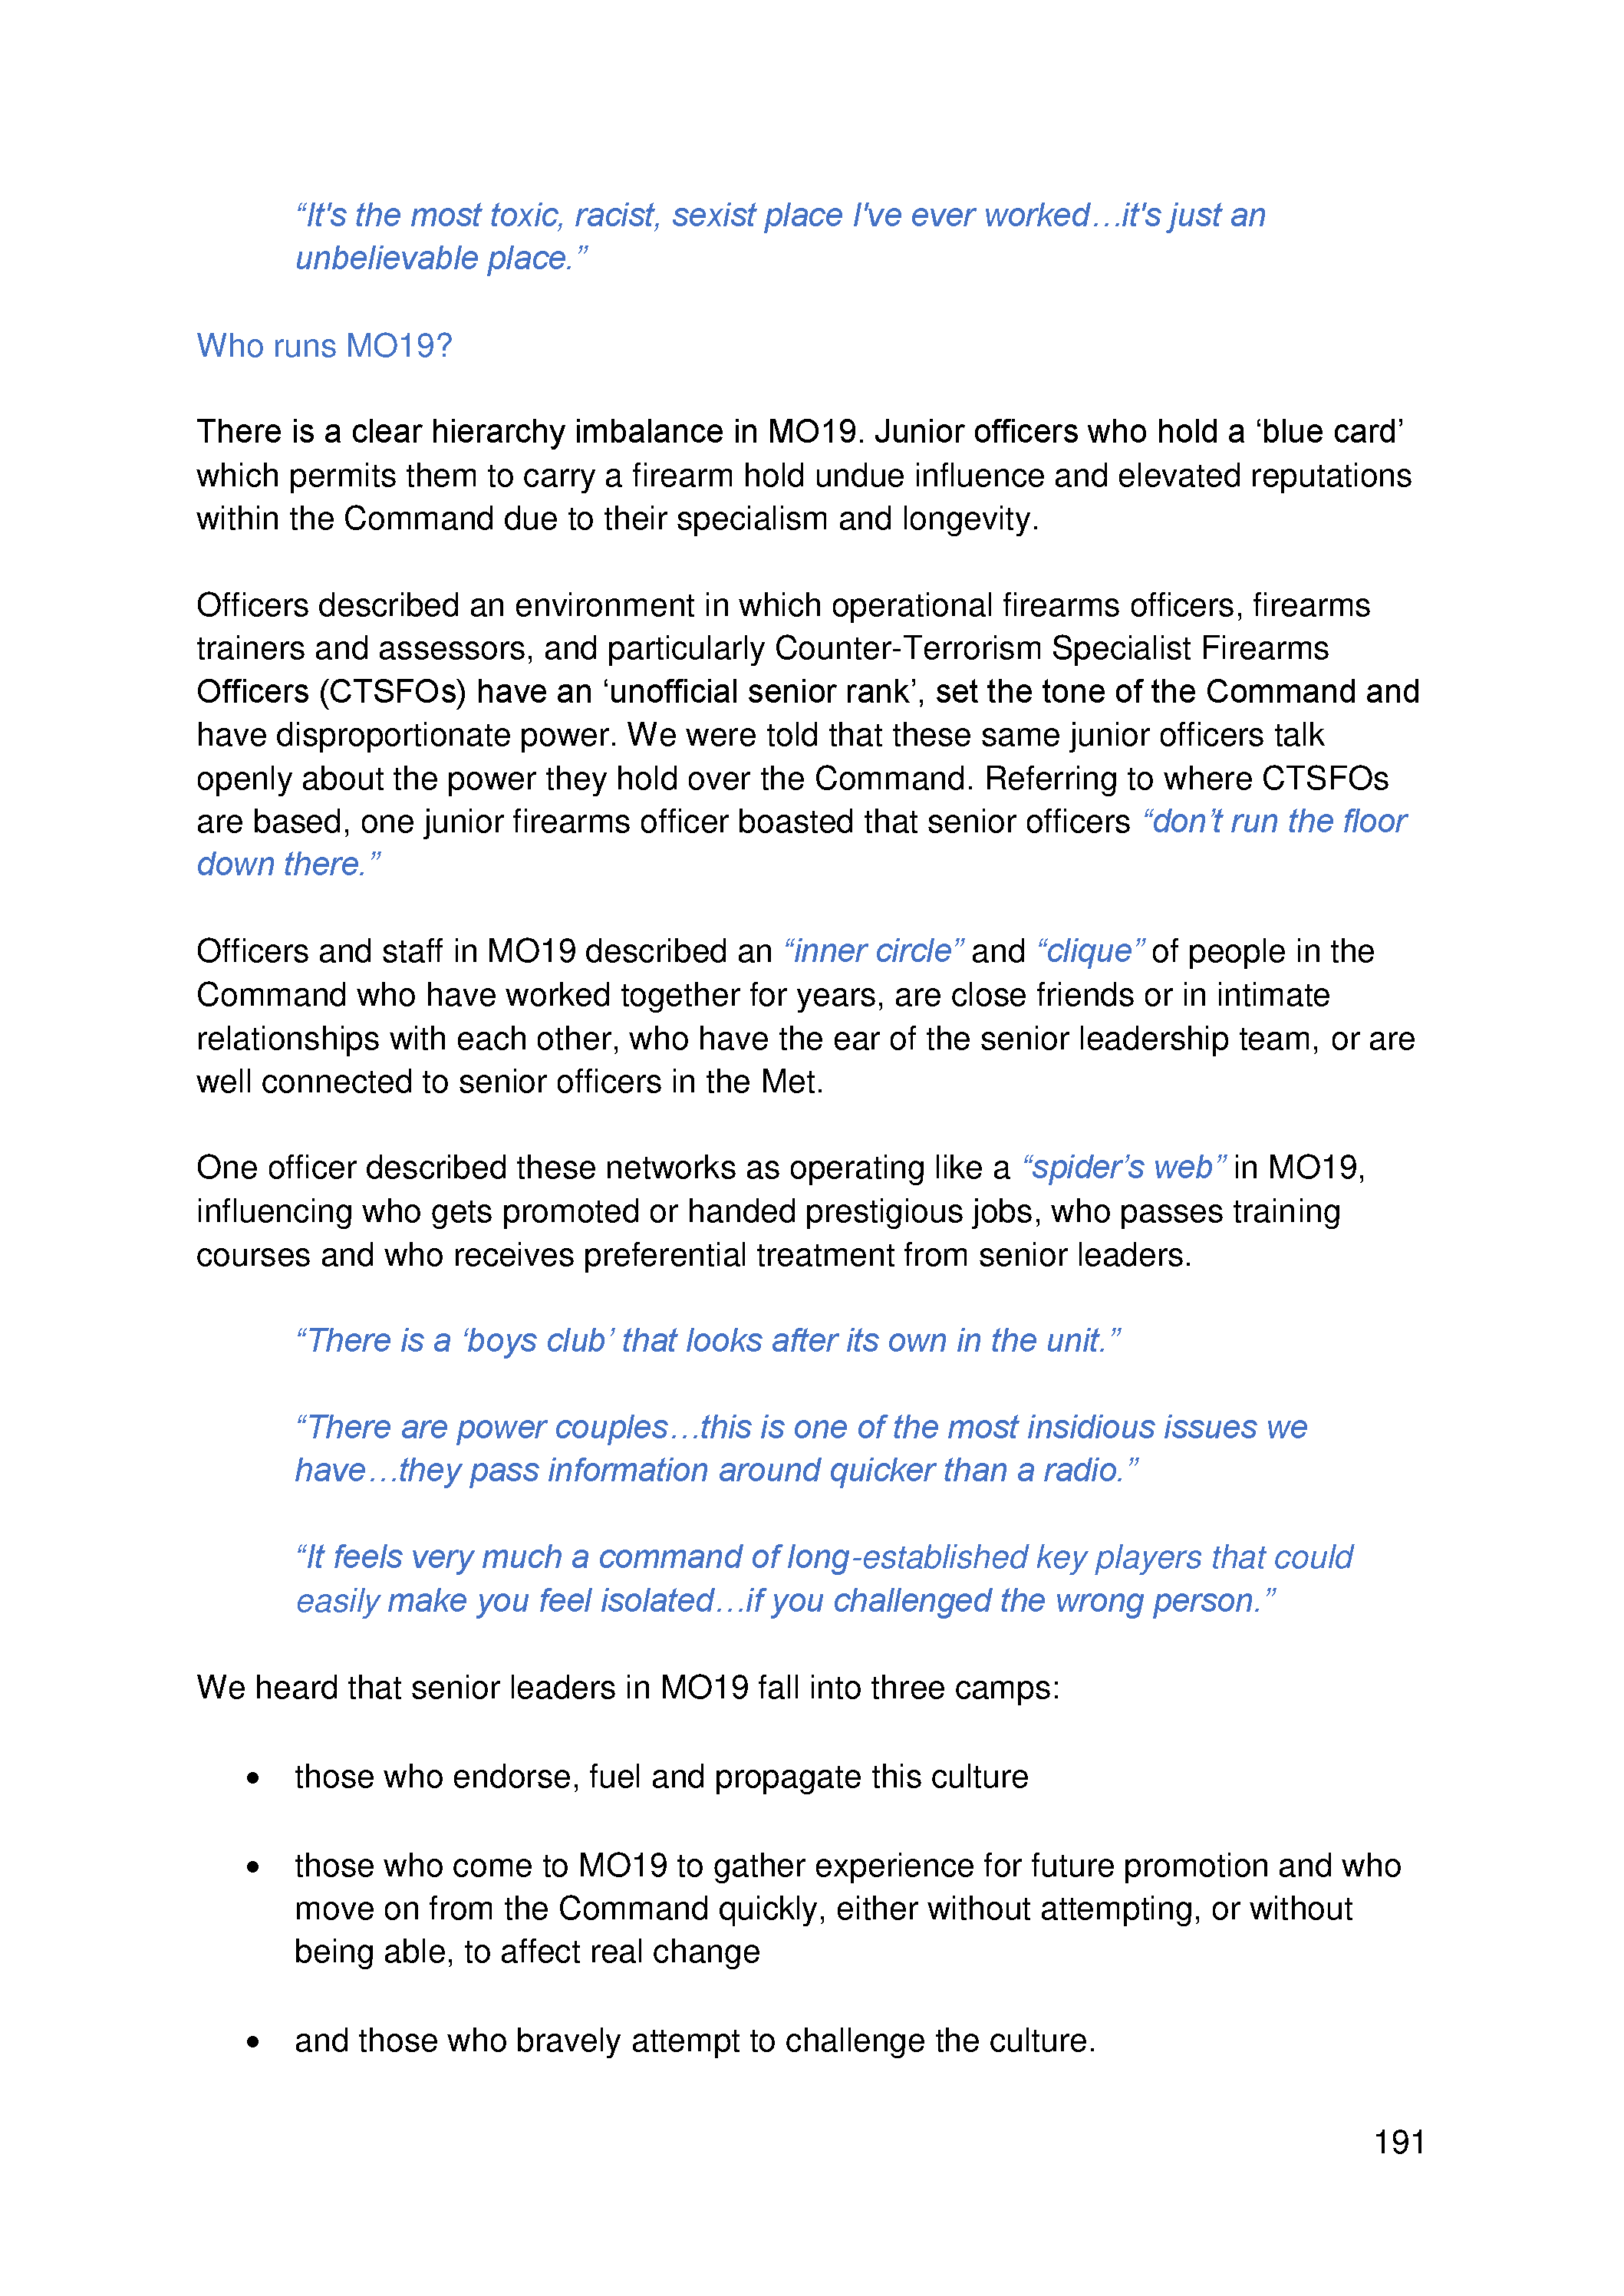 “It's the most toxic, racist, sexist place I've ever worked…it's just an
unbelievable place.”
Who runs MO19?
There is a clear hierarchy imbalance in MO19. Junior officers who hold a ‘blue card’
which permits them to carry a firearm hold undue influence and elevated reputations
within the Command due to their specialism and longevity.
Officers described an environment in which operational firearms officers, firearms
trainers and assessors, and particularly Counter-Terrorism Specialist Firearms
Officers (CTSFOs) have an ‘unofficial senior rank’, set the tone of the Command and
have disproportionate power. We were told that these same junior officers talk
openly about the power they hold over the Command. Referring to where CTSFOs
are based, one junior firearms officer boasted that senior officers “don’t run the floor
down there.”
Officers and staff in MO19 described an “inner circle” and “clique” of people in the
Command who have worked together for years, are close friends or in intimate
relationships with each other, who have the ear of the senior leadership team, or are
well connected to senior officers in the Met.
One officer described these networks as operating like a “spider’s web” in MO19,
influencing who gets promoted or handed prestigious jobs, who passes training
courses and who receives preferential treatment from senior leaders.
“There is a ‘boys club’ that looks after its own in the unit.”
“There are power couples…this is one of the most insidious issues we
have…they pass information around quicker than a radio.”
“It feels very much a command of long-established key players that could
easily make you feel isolated…if you challenged the wrong person.”
We heard that senior leaders in MO19 fall into three camps:
• those who endorse, fuel and propagate this culture
• those who come to MO19 to gather experience for future promotion and who
move on from the Command quickly, either without attempting, or without
being able, to affect real change
• and those who bravely attempt to challenge the culture.
191